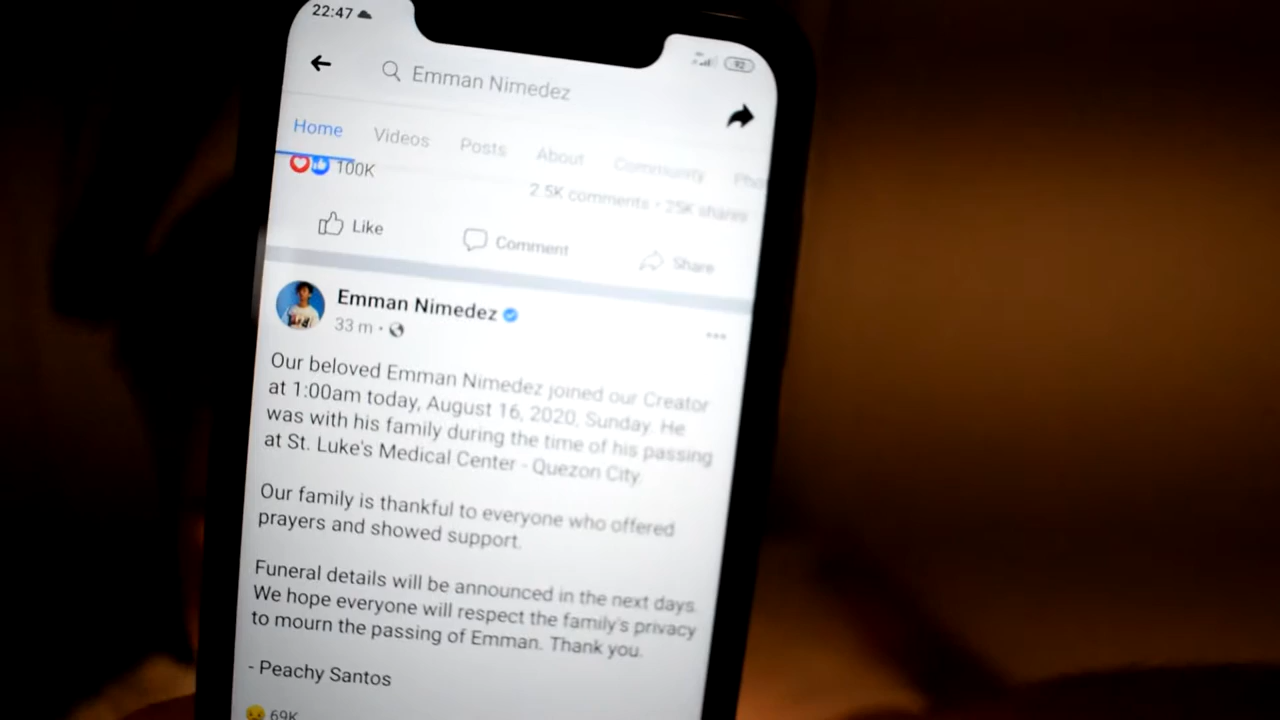 22:47
92
Emman Nimedez
Home Videos Posts About Community Pho
100K 2.5K comments · 25K shares
Like Comment Share
Emman Nimedez
33 m ·
Our beloved Emman Nimedez joined our Creator
at 1:00am today, August 16, 2020, Sunday. He
was with his family during the time of his passing
at St. Luke's Medical Center - Quezon City.
Our family is thankful to everyone who offered
prayers and showed support.
Funeral details will be announced in the next days.
We hope everyone will respect the family's privacy
to mourn the passing of Emman. Thank you.
- Peachy Santos
69K